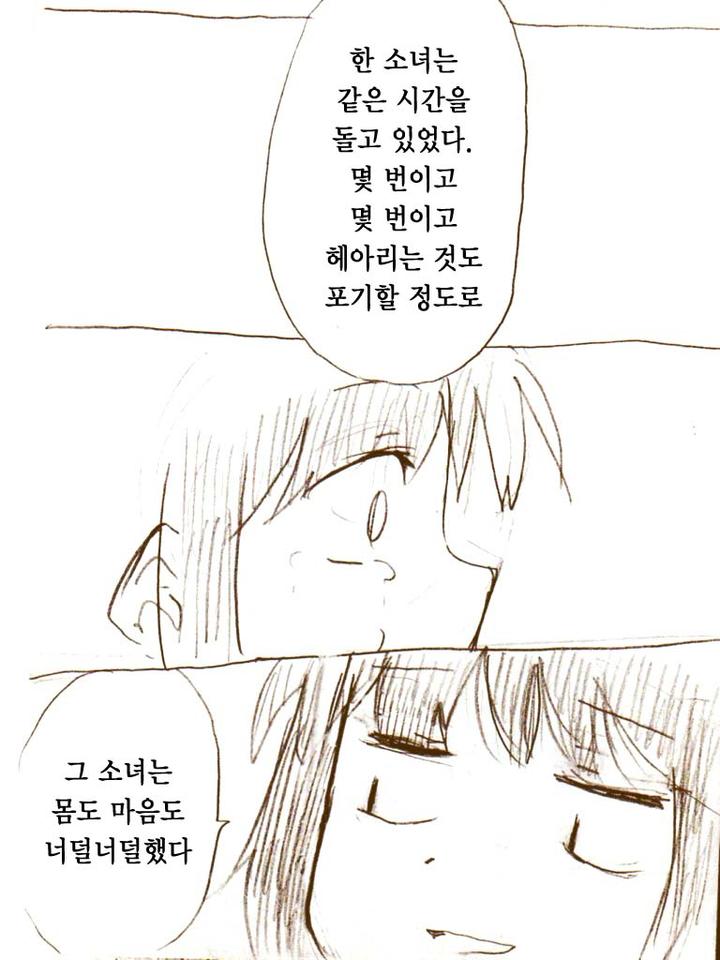 한 소녀는
같은 시간을
돌고 있었다.
몇 번이고
몇 번이고
헤아리는 것도
포기할 정도로
그 소녀는
몸도 마음도
너덜너덜했다